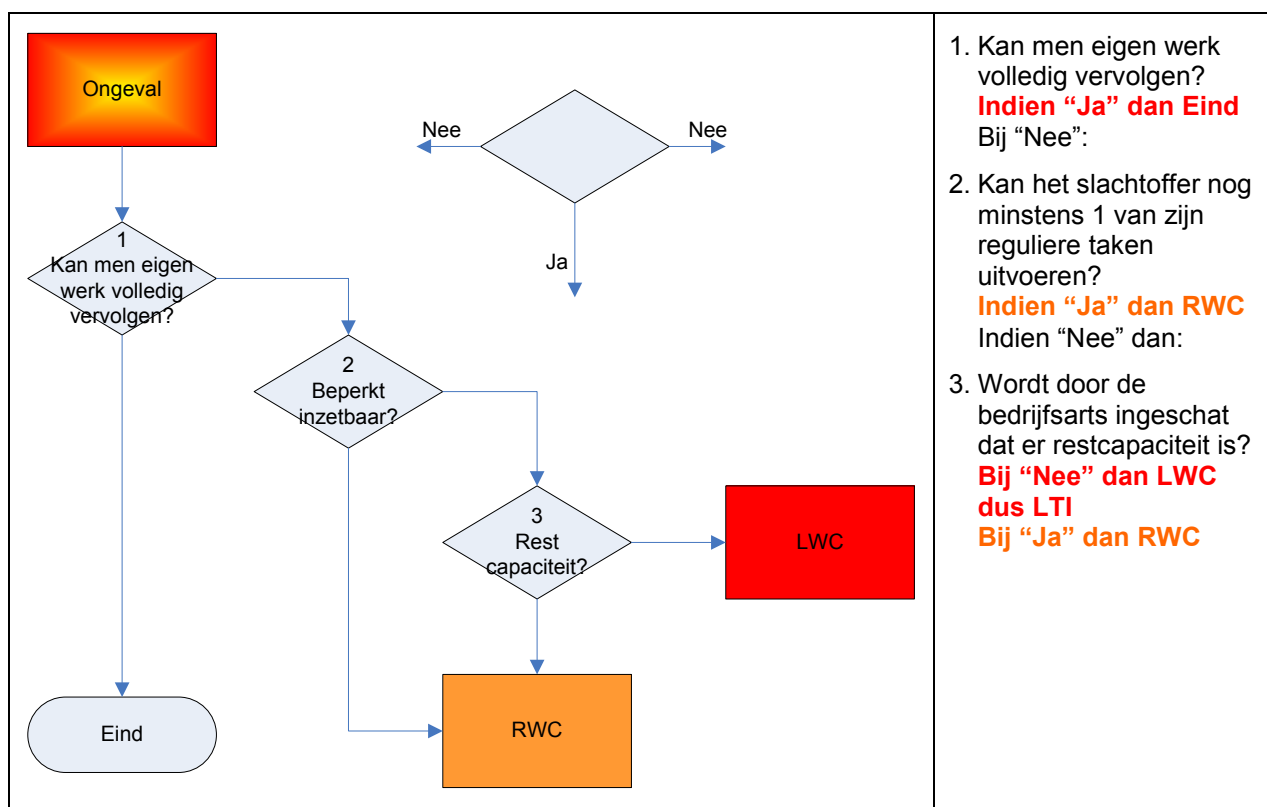 Ongeval
Nee
Nee
Ja
1
Kan men eigen
werk volledig
vervolgen?
2
Beperkt
inzetbaar?
3
Rest
capaciteit?
LWC
Eind
RWC
1. Kan men eigen werk
volledig vervolgen?
Indien “Ja” dan Eind
Bij “Nee”:
2. Kan het slachtoffer nog
minstens 1 van zijn
reguliere taken
uitvoeren?
Indien “Ja” dan RWC
Indien “Nee” dan:
3. Wordt door de
bedrijfsarts ingeschat
dat er restcapaciteit is?
Bij “Nee” dan LWC
dus LTI
Bij “Ja” dan RWC